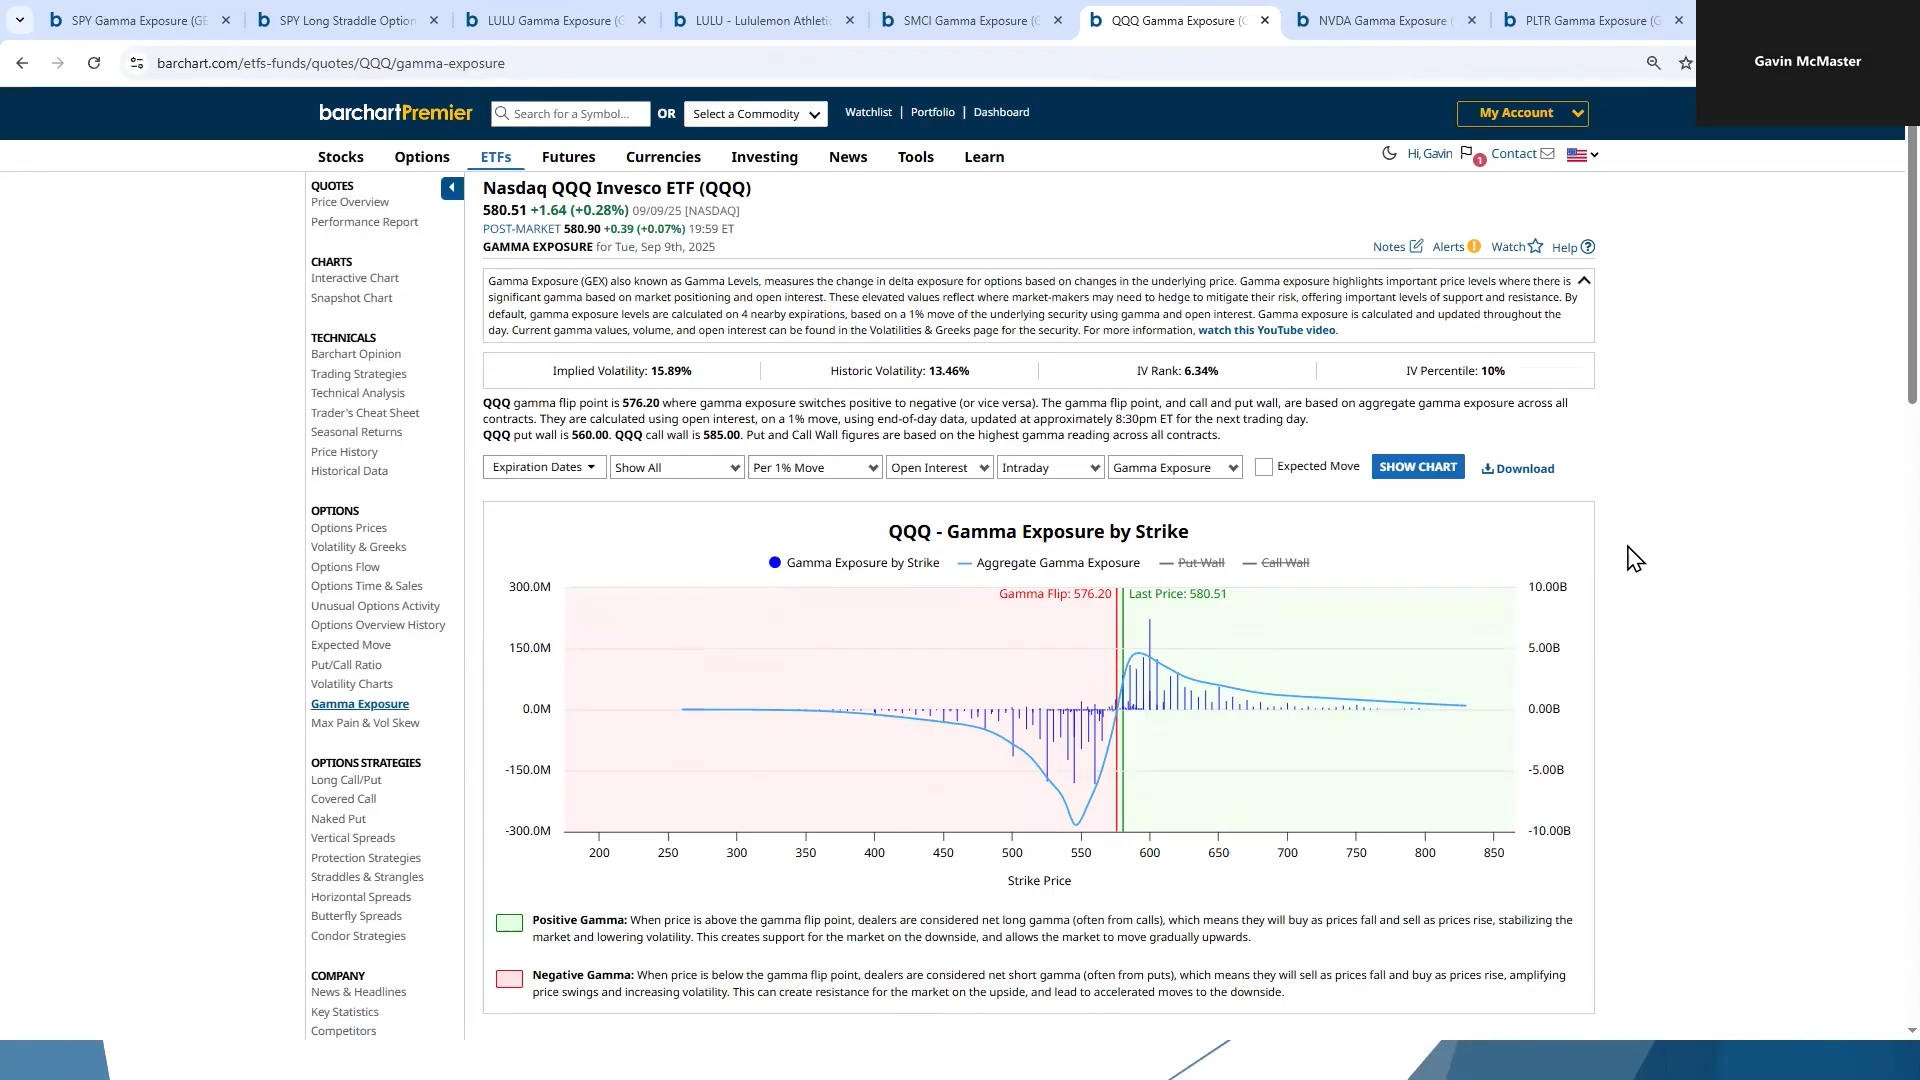 SPY Gamma Exposure (GE
SPY Long Straddle Option
LULU Gamma Exposure (G
LULU - Lululemon Athletic
SMCI Gamma Exposure (G
QQQ Gamma Exposure (G
NVDA Gamma Exposure (
PLTR Gamma Exposure (G
Gavin McMaster
barchart.com/etfs-funds/quotes/QQQ/gamma-exposure
barchartPremier
Search for a Symbol...
OR
Select a Commodity
Watchlist | Portfolio | Dashboard
My Account
Stocks Options ETFs Futures Currencies Investing News Tools Learn
Hi, Gavin 1 Contact
QUOTES
Price Overview
Performance Report
CHARTS
Interactive Chart
Snapshot Chart
TECHNICALS
Barchart Opinion
Trading Strategies
Technical Analysis
Trader's Cheat Sheet
Seasonal Returns
Price History
Historical Data
OPTIONS
Options Prices
Volatility & Greeks
Options Flow
Options Time & Sales
Unusual Options Activity
Options Overview History
Expected Move
Put/Call Ratio
Volatility Charts
Gamma Exposure
Max Pain & Vol Skew
OPTIONS STRATEGIES
Long Call/Put
Covered Call
Naked Put
Vertical Spreads
Protection Strategies
Straddles & Strangles
Horizontal Spreads
Butterfly Spreads
Condor Strategies
COMPANY
News & Headlines
Key Statistics
Competitors
Nasdaq QQQ Invesco ETF (QQQ)
580.51 +1.64 (+0.28%) 09/09/25 [NASDAQ]
POST-MARKET 580.90 +0.39 (+0.07%) 19:59 ET
GAMMA EXPOSURE for Tue, Sep 9th, 2025
Notes Alerts Watch Help
Gamma Exposure (GEX) also known as Gamma Levels, measures the change in delta exposure for options based on changes in the underlying price. Gamma exposure highlights important price levels where there is
significant gamma based on market positioning and open interest. These elevated values reflect where market-makers may need to hedge to mitigate their risk, offering important levels of support and resistance. By
default, gamma exposure levels are calculated on 4 nearby expirations, based on a 1% move of the underlying security using gamma and open interest. Gamma exposure is calculated and updated throughout the
day. Current gamma values, volume, and open interest can be found in the Volatilities & Greeks page for the security. For more information, watch this YouTube video.
Implied Volatility: 15.89%
Historic Volatility: 13.46%
IV Rank: 6.34%
IV Percentile: 10%
QQQ gamma flip point is 576.20 where gamma exposure switches positive to negative (or vice versa). The gamma flip point, and call and put wall, are based on aggregate gamma exposure across all
contracts. They are calculated using open interest, on a 1% move, using end-of-day data, updated at approximately 8:30pm ET for the next trading day.
QQQ put wall is 560.00. QQQ call wall is 585.00. Put and Call Wall figures are based on the highest gamma reading across all contracts.
Expiration Dates
Show All
Per 1% Move
Open Interest
Intraday
Gamma Exposure
Expected Move
SHOW CHART
Download
QQQ - Gamma Exposure by Strike
Gamma Exposure by Strike
Aggregate Gamma Exposure
Put Wall
Call Wall
Gamma Flip: 576.20
Last Price: 580.51
300.0M
150.0M
0.0M
-150.0M
-300.0M
10.00B
5.00B
0.00B
-5.00B
-10.00B
200 250 300 350 400 450 500 550 600 650 700 750 800 850
Strike Price
Positive Gamma: When price is above the gamma flip point, dealers are considered net long gamma (often from calls), which means they will buy as prices fall and sell as prices rise, stabilizing the
market and lowering volatility. This creates support for the market on the downside, and allows the market to move gradually upwards.
Negative Gamma: When price is below the gamma flip point, dealers are considered net short gamma (often from puts), which means they will sell as prices fall and buy as prices rise, amplifying
price swings and increasing volatility. This can create resistance for the market on the upside, and lead to accelerated moves to the downside.